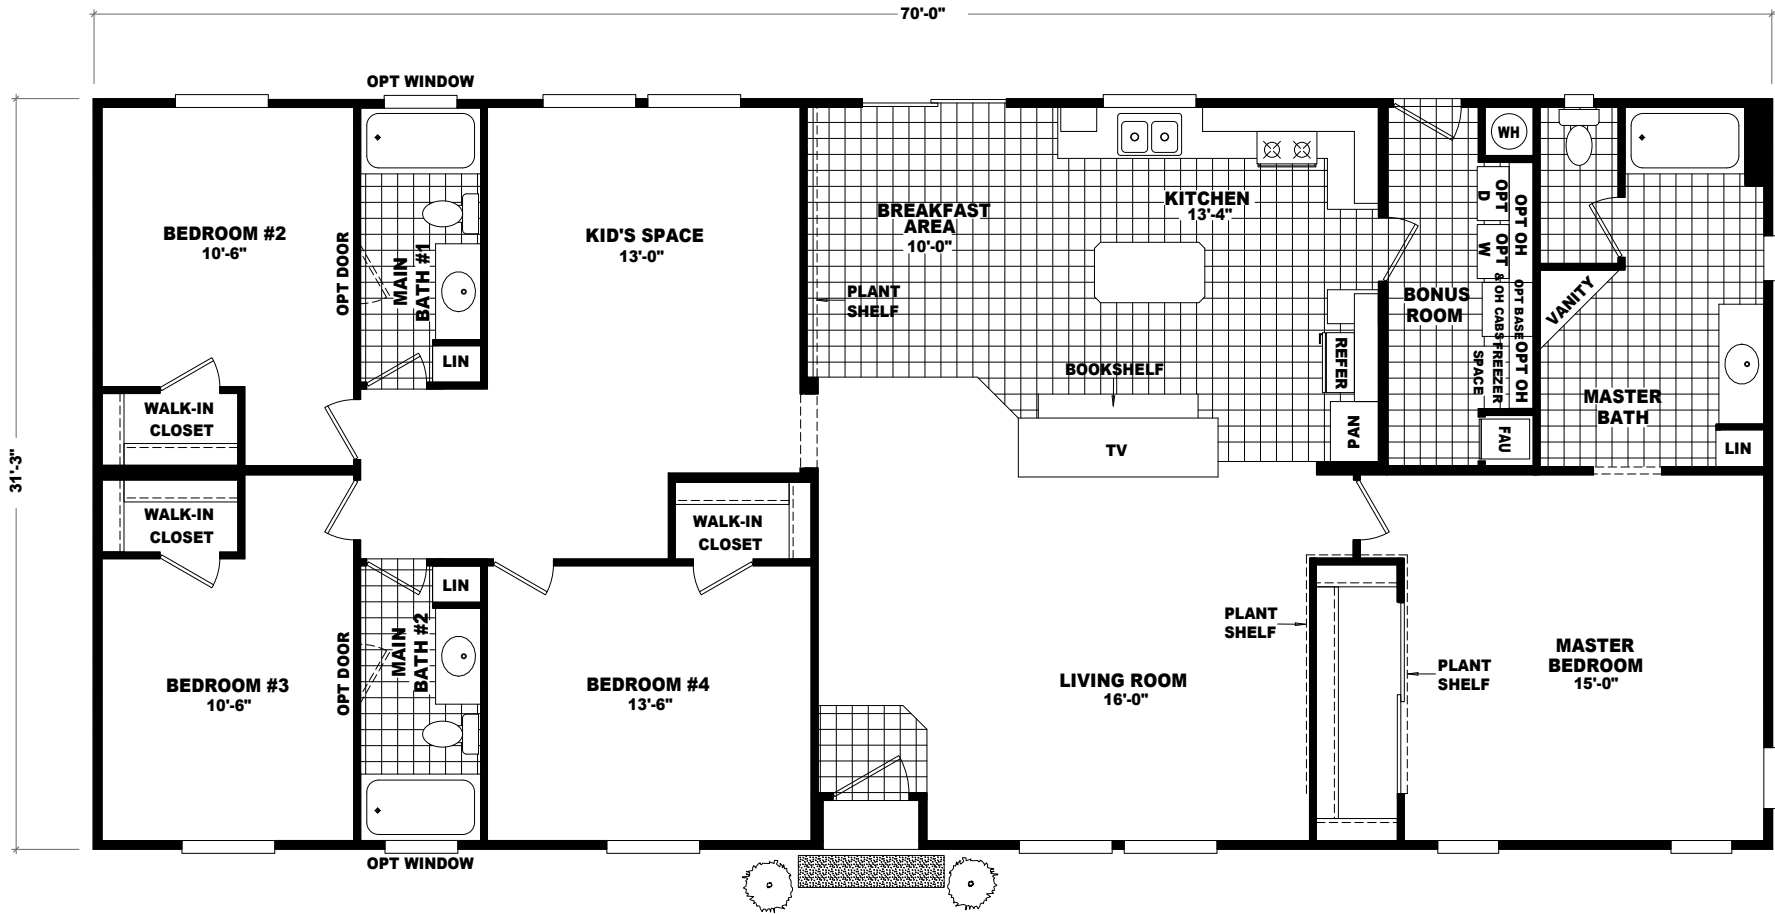 70'-0"
OPT WINDOW
31'-3"
BEDROOM #2
10'-6"
OPT DOOR
MAIN
BATH #1
LIN
WALK-IN
CLOSET
KID'S SPACE
13'-0"
BREAKFAST
AREA
10'-0"
PLANT
SHELF
KITCHEN
13'-4"
BOOKSHELF
TV
REFER
PAN
BONUS
ROOM
WH
OPT
D
OPT
W
OPT OH
OPT BASE
& OH CABS
OPT OH
FREEZER
SPACE
FAU
VANITY
MASTER
BATH
LIN
WALK-IN
CLOSET
WALK-IN
CLOSET
LIN
BEDROOM #3
10'-6"
OPT DOOR
MAIN
BATH #2
BEDROOM #4
13'-6"
LIVING ROOM
16'-0"
PLANT
SHELF
PLANT
SHELF
MASTER
BEDROOM
15'-0"
OPT WINDOW